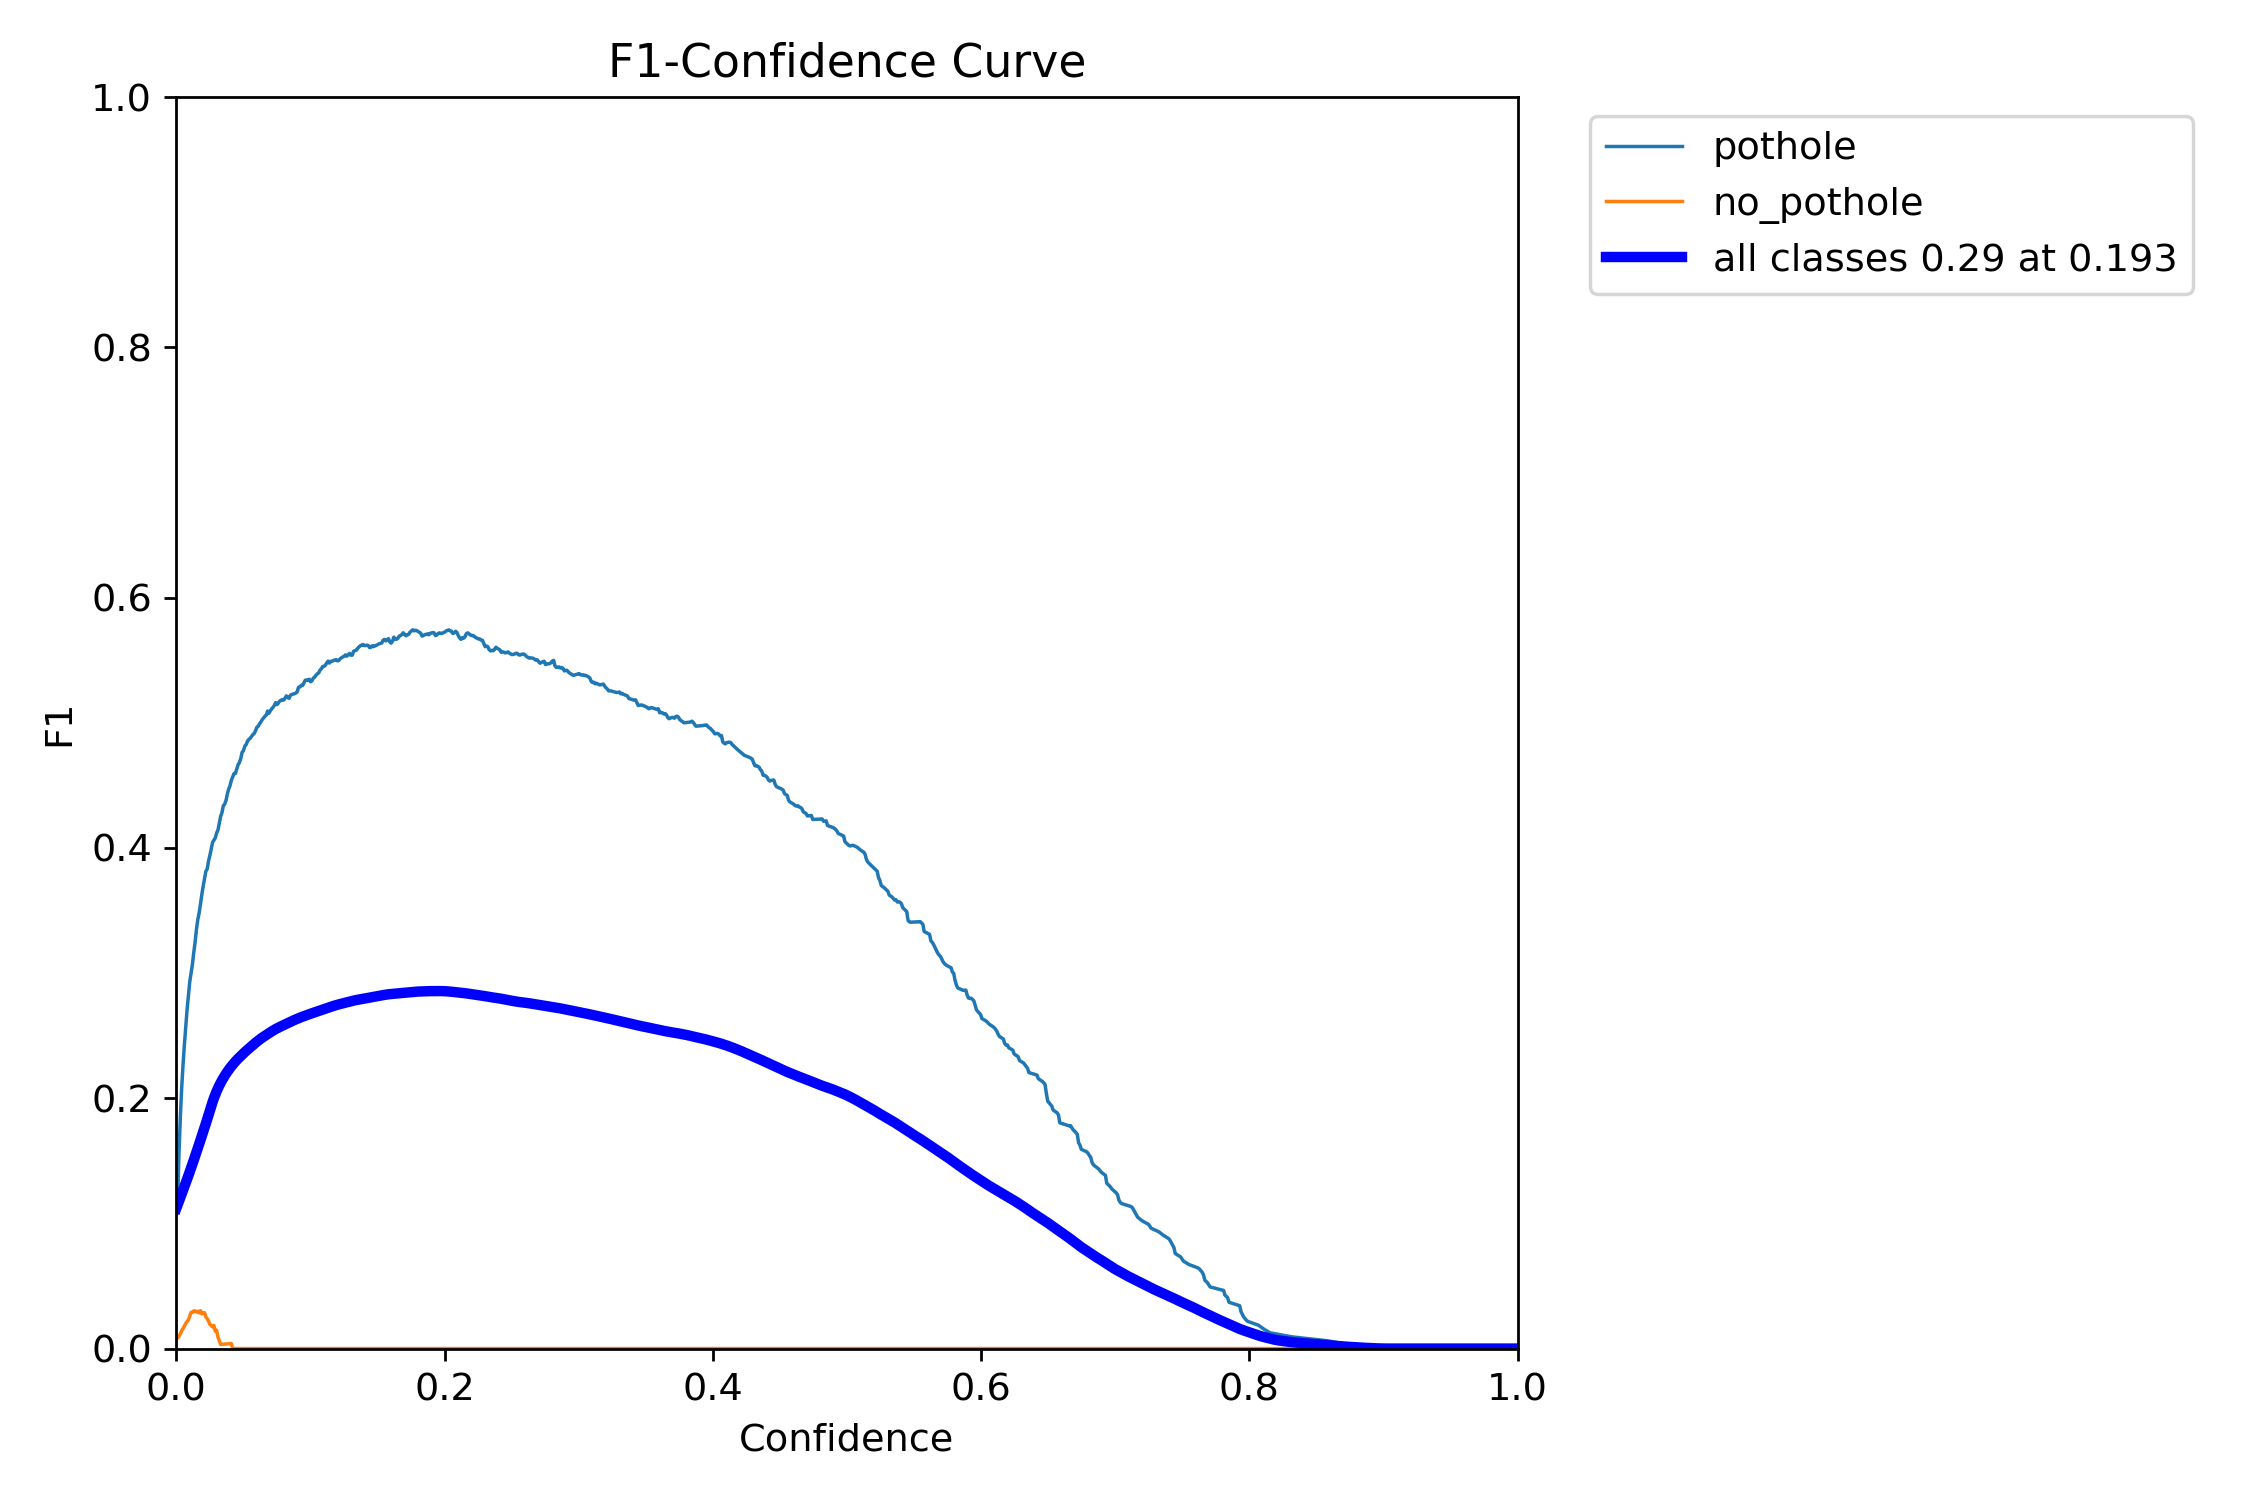 F1-Confidence Curve
1.0
0.8
0.6
0.4
0.2
0.0
F1
0.0 0.2 0.4 0.6 0.8 1.0
Confidence
pothole
no_pothole
all classes 0.29 at 0.193